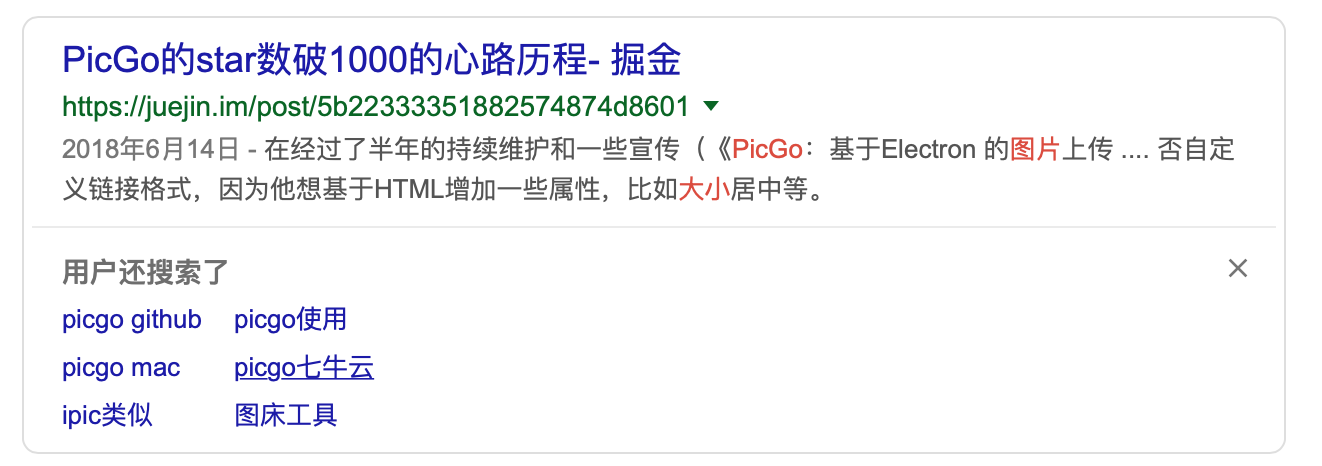 PicGo的star数破1000的心路历程- 掘金
https://juejin.im/post/5b22333351882574874d8601
2018年6月14日 - 在经过了半年的持续维护和一些宣传（《PicGo：基于Electron 的图片上传 .... 否自定
义链接格式，因为他想基于HTML增加一些属性，比如大小居中等。
用户还搜索了
picgo github picgo使用
picgo mac picgo七牛云
ipic类似 图床工具